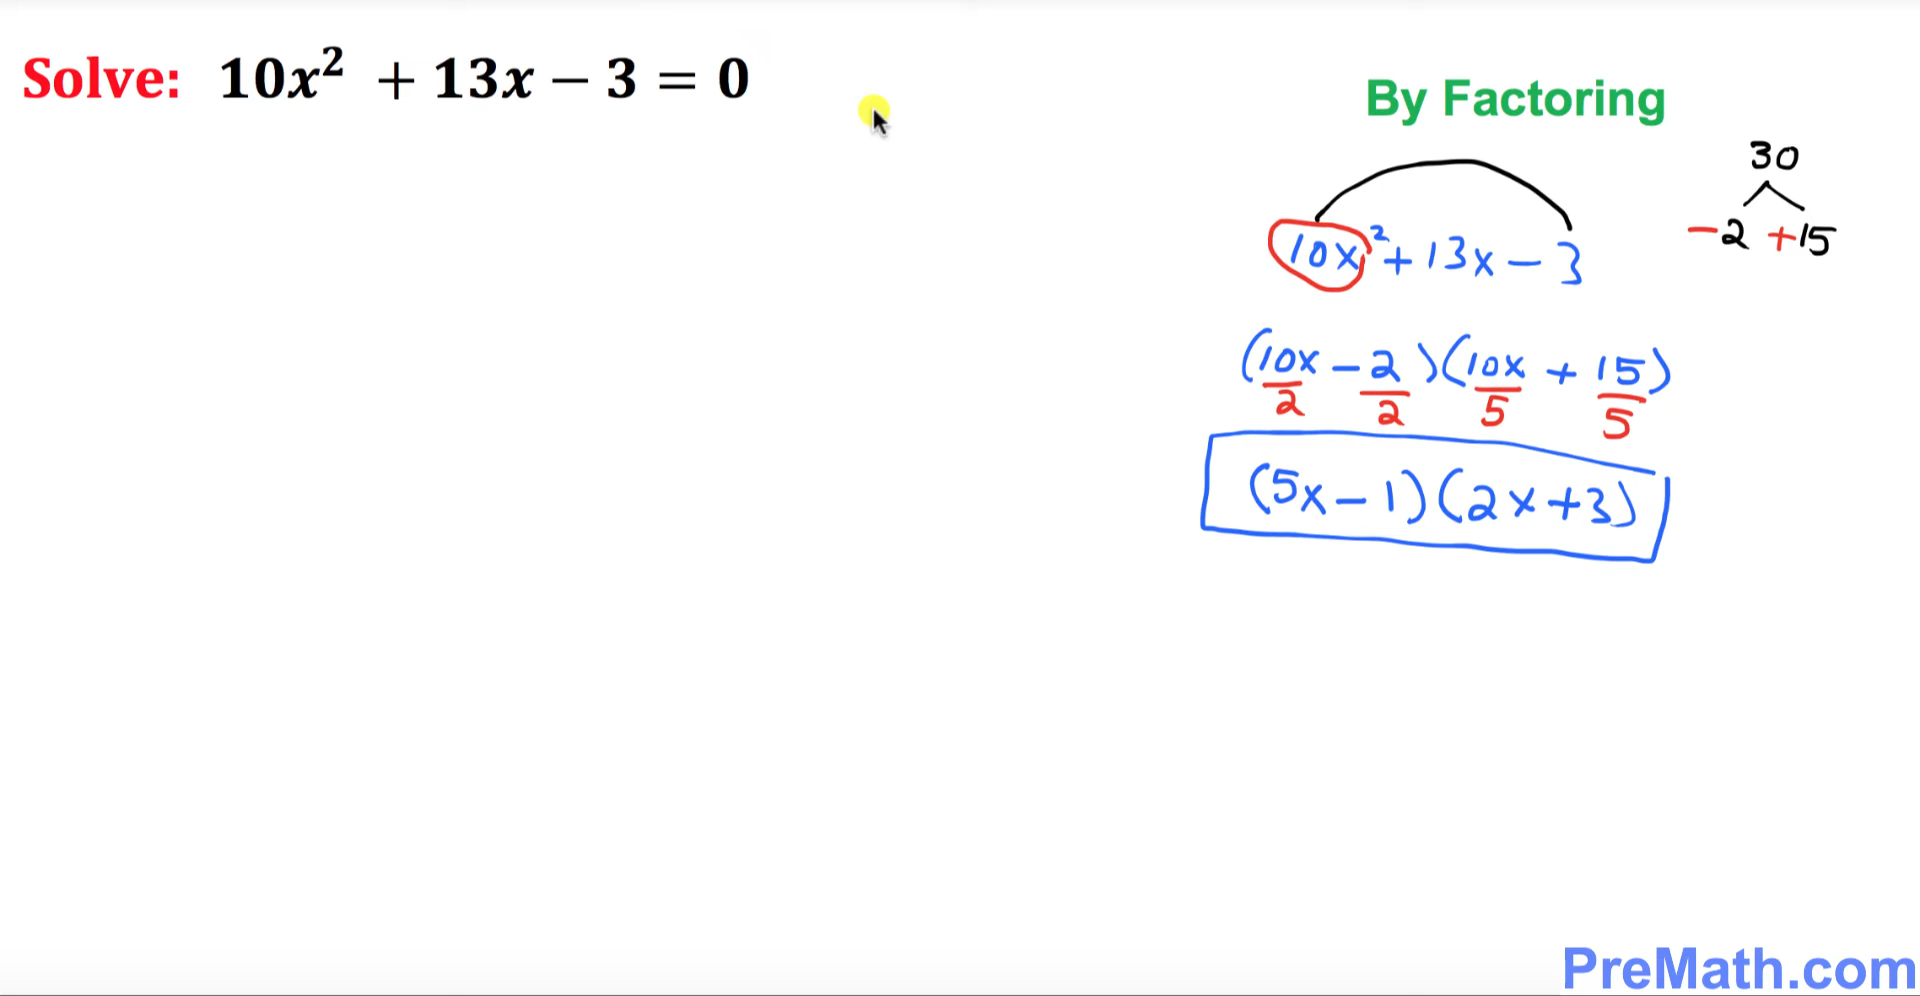 Solve: 10x² + 13x − 3 = 0
By Factoring
30
−2 +15
10x² + 13x − 3
(10x − 2)(10x + 15)
2 2 5 5
(5x − 1)(2x + 3)
PreMath.com